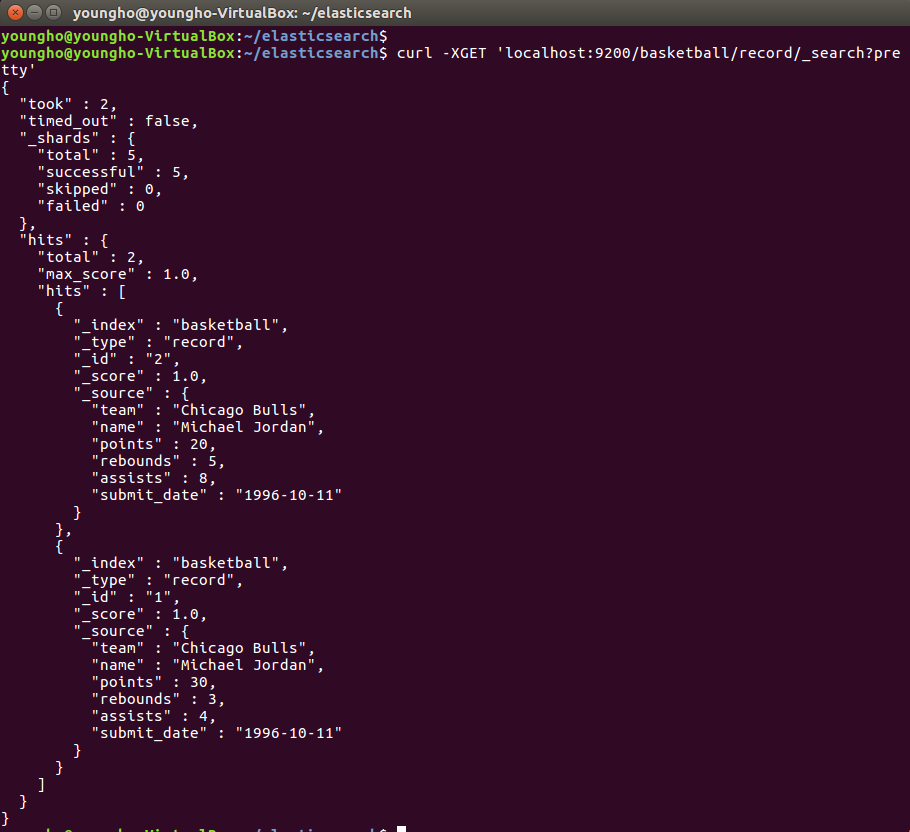 youngho@youngho-VirtualBox: ~/elasticsearch
youngho@youngho-VirtualBox:~/elasticsearch$
youngho@youngho-VirtualBox:~/elasticsearch$ curl -XGET 'localhost:9200/basketball/record/_search?pre
tty'
{
  "took" : 2,
  "timed_out" : false,
  "_shards" : {
    "total" : 5,
    "successful" : 5,
    "skipped" : 0,
    "failed" : 0
  },
  "hits" : {
    "total" : 2,
    "max_score" : 1.0,
    "hits" : [
      {
        "_index" : "basketball",
        "_type" : "record",
        "_id" : "2",
        "_score" : 1.0,
        "_source" : {
          "team" : "Chicago Bulls",
          "name" : "Michael Jordan",
          "points" : 20,
          "rebounds" : 5,
          "assists" : 8,
          "submit_date" : "1996-10-11"
        }
      },
      {
        "_index" : "basketball",
        "_type" : "record",
        "_id" : "1",
        "_score" : 1.0,
        "_source" : {
          "team" : "Chicago Bulls",
          "name" : "Michael Jordan",
          "points" : 30,
          "rebounds" : 3,
          "assists" : 4,
          "submit_date" : "1996-10-11"
        }
      }
    ]
  }
}